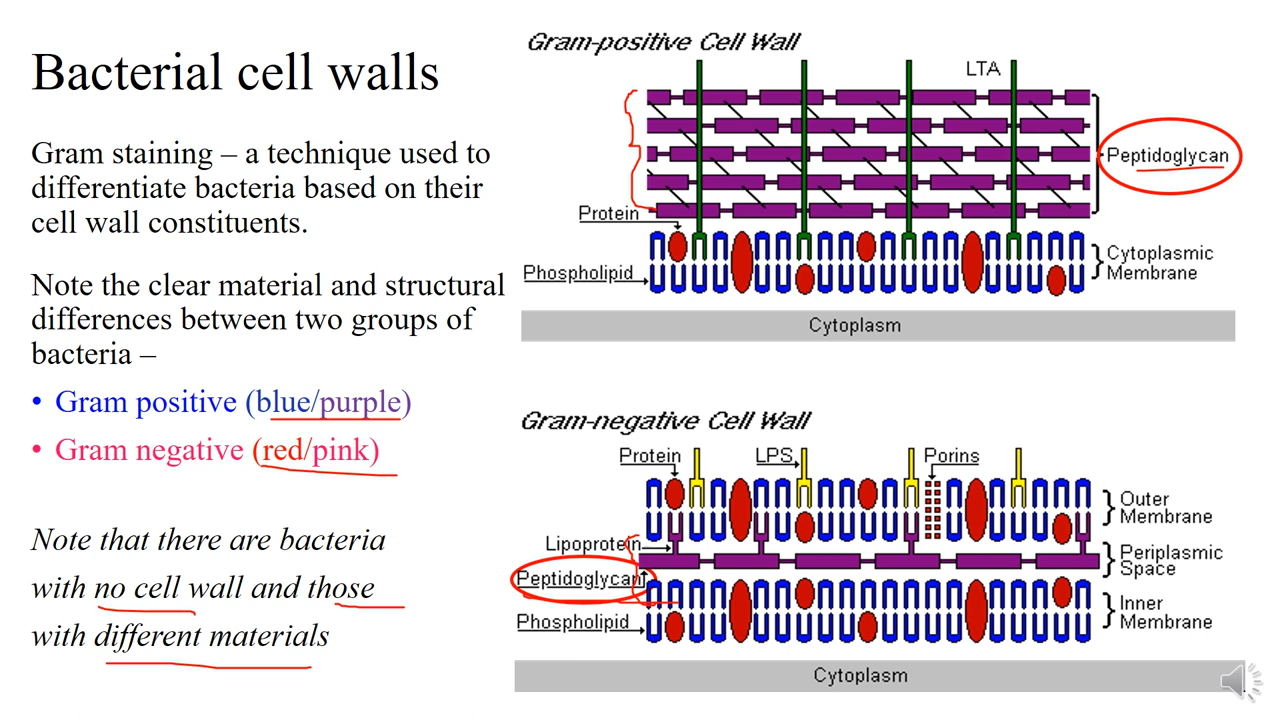 Bacterial cell walls
Gram staining – a technique used to
differentiate bacteria based on their
cell wall constituents.
Note the clear material and structural
differences between two groups of
bacteria –
• Gram positive (blue/purple)
• Gram negative (red/pink)
Note that there are bacteria
with no cell wall and those
with different materials
Gram-positive Cell Wall
LTA
Peptidoglycan
Protein
Phospholipid
Cytoplasmic
Membrane
Cytoplasm
Gram-negative Cell Wall
Protein
LPS
Porins
Outer
Membrane
Lipoprotein
Periplasmic
Space
Peptidoglycan
Phospholipid
Inner
Membrane
Cytoplasm